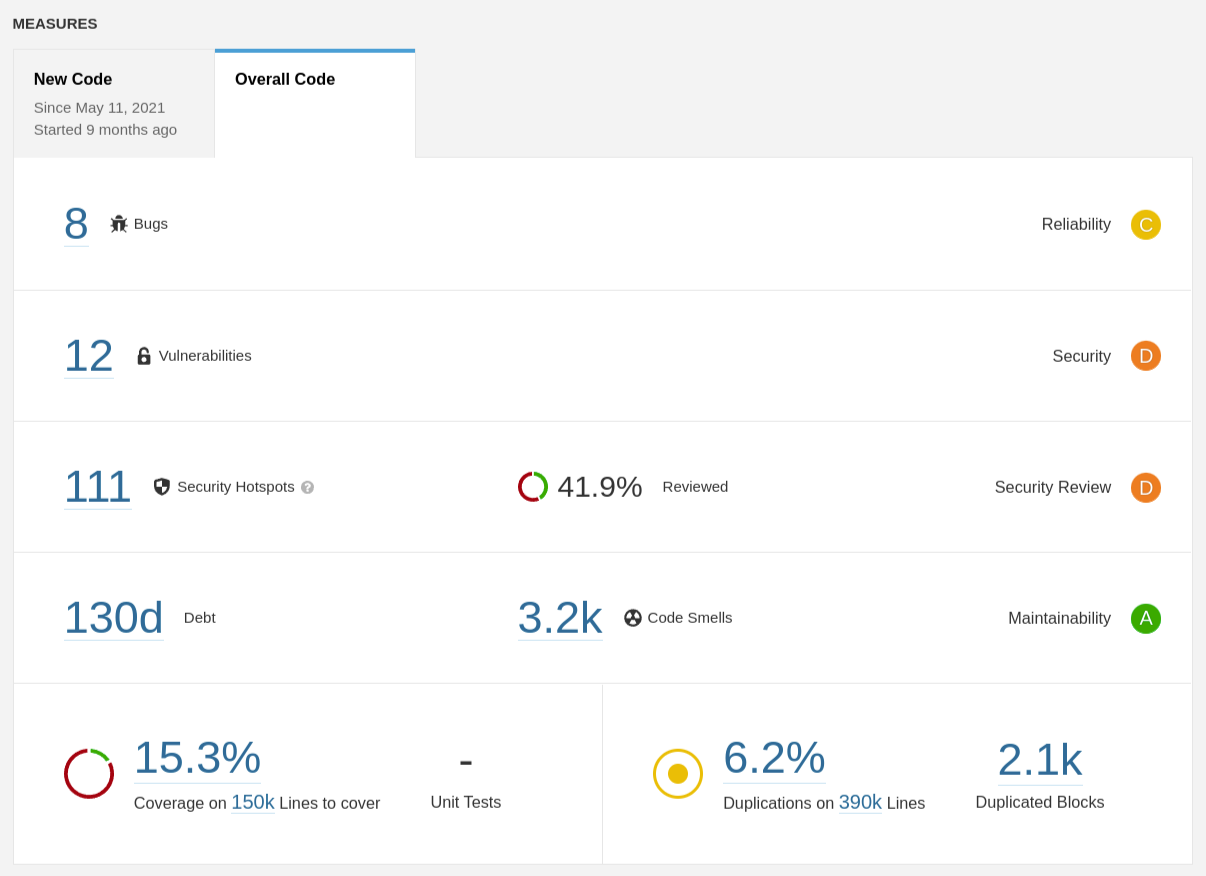 MEASURES
New Code
Since May 11, 2021
Started 9 months ago
Overall Code
8 Bugs Reliability C
12 Vulnerabilities Security D
111 Security Hotspots ? 41.9% Reviewed Security Review D
130d Debt 3.2k Code Smells Maintainability A
15.3% - 6.2% 2.1k
Coverage on 150k Lines to cover Unit Tests Duplications on 390k Lines Duplicated Blocks